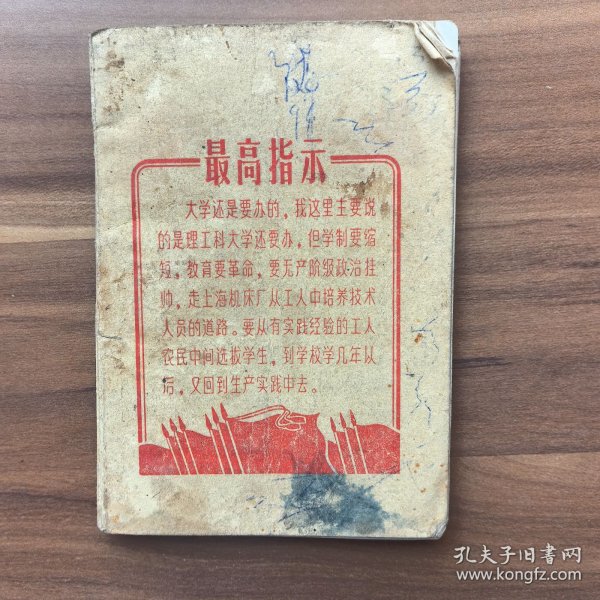 最高指示
大学还是要办的，我这里主要说
的是理工科大学还要办，但学制要缩
短，教育要革命，要无产阶级政治挂
帅，走上海机床厂从工人中培养技术
人员的道路。要从有实践经验的工人
农民中间选拔学生，到学校学几年以
后，又回到生产实践中去。
孔夫子旧书网
www.kongfz.com